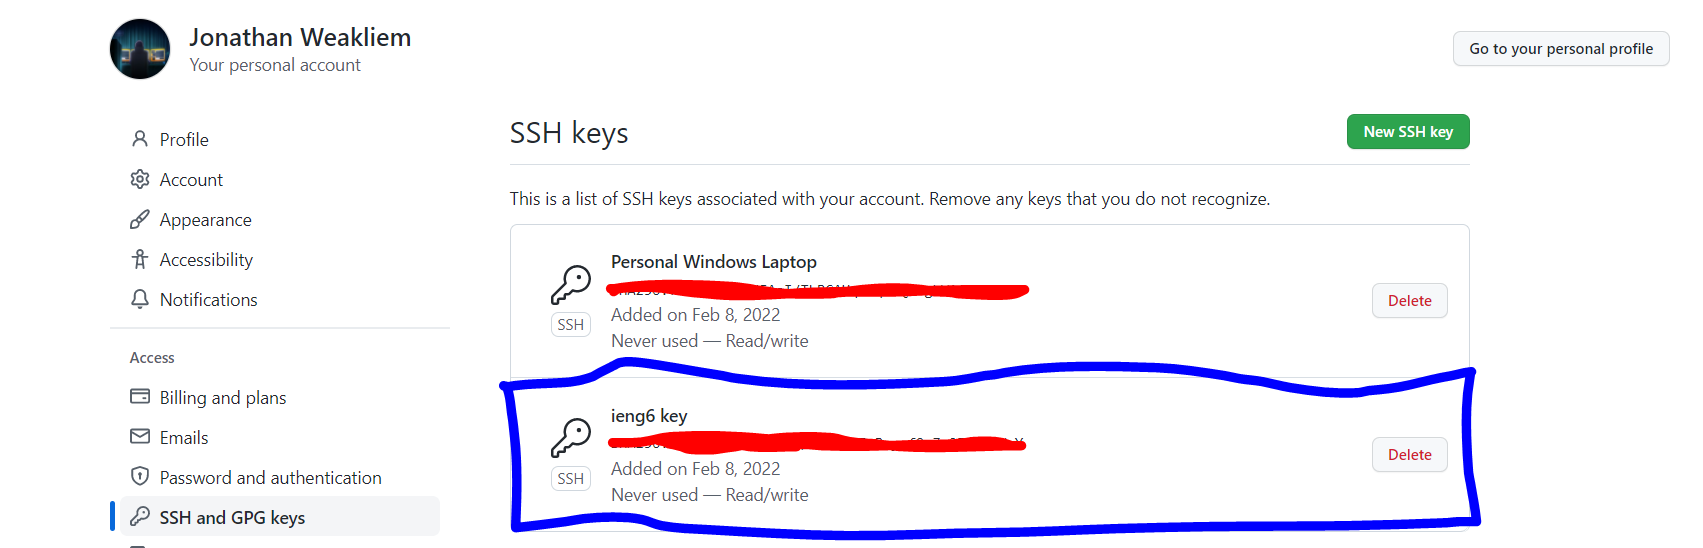 Jonathan Weakliem
Your personal account
Go to your personal profile
Profile
Account
Appearance
Accessibility
Notifications
Access
Billing and plans
Emails
Password and authentication
SSH and GPG keys
SSH keys
New SSH key
This is a list of SSH keys associated with your account. Remove any keys that you do not recognize.
Personal Windows Laptop
SSH
Added on Feb 8, 2022
Never used — Read/write
Delete
ieng6 key
SSH
Added on Feb 8, 2022
Never used — Read/write
Delete